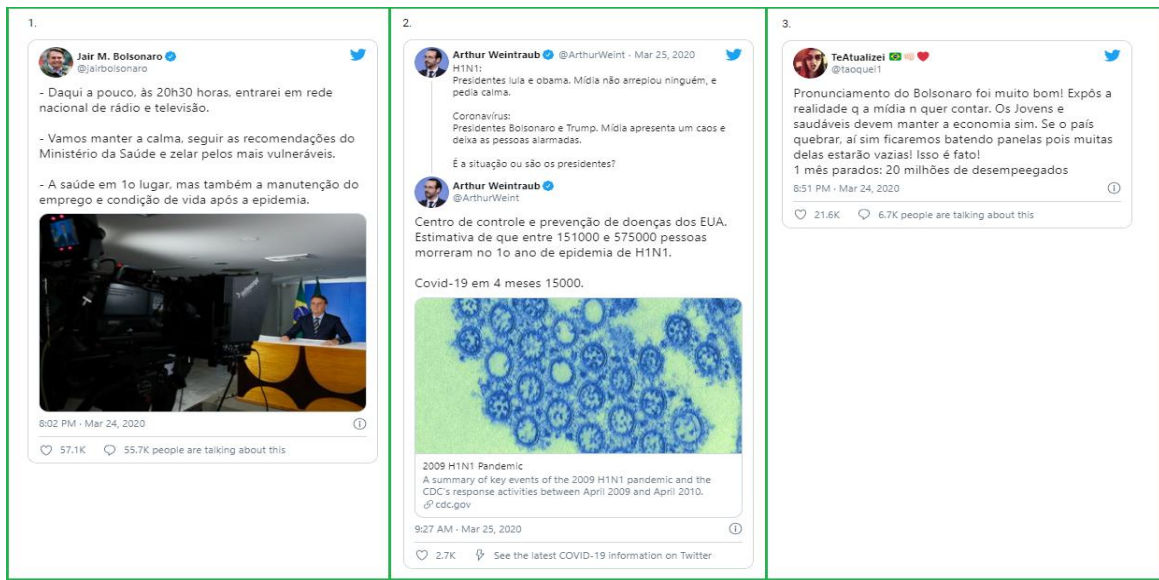 1.
Jair M. Bolsonaro
@jairbolsonaro
- Daqui a pouco, às 20h30 horas, entrarei em rede
nacional de rádio e televisão.
- Vamos manter a calma, seguir as recomendações do
Ministério da Saúde e zelar pelos mais vulneráveis.
- A saúde em 1o lugar, mas também a manutenção do
emprego e condição de vida após a epidemia.
8:02 PM · Mar 24, 2020
57.1K 55.7K people are talking about this
2.
Arthur Weintraub @ArthurWeint · Mar 25, 2020
H1N1:
Presidentes lula e obama. Mídia não arrepiou ninguém, e
pedia calma.
Coronavírus:
Presidentes Bolsonaro e Trump. Mídia apresenta um caos e
deixa as pessoas alarmadas.
É a situação ou são os presidentes?
Arthur Weintraub
@ArthurWeint
Centro de controle e prevenção de doenças dos EUA.
Estimativa de que entre 151000 e 575000 pessoas
morreram no 1o ano de epidemia de H1N1.
Covid-19 em 4 meses 15000.
2009 H1N1 Pandemic
A summary of key events of the 2009 H1N1 pandemic and the
CDC's response activities between April 2009 and April 2010.
cdc.gov
9:27 AM · Mar 25, 2020
2.7K See the latest COVID-19 information on Twitter
3.
TeAtualizei
@taoquei1
Pronunciamento do Bolsonaro foi muito bom! Expôs a
realidade q a mídia n quer contar. Os Jovens e
saudáveis devem manter a economia sim. Se o país
quebrar, aí sim ficaremos batendo panelas pois muitas
delas estarão vazias! Isso é fato!
1 mês parados: 20 milhões de desempeegados
8:51 PM · Mar 24, 2020
21.6K 6.7K people are talking about this